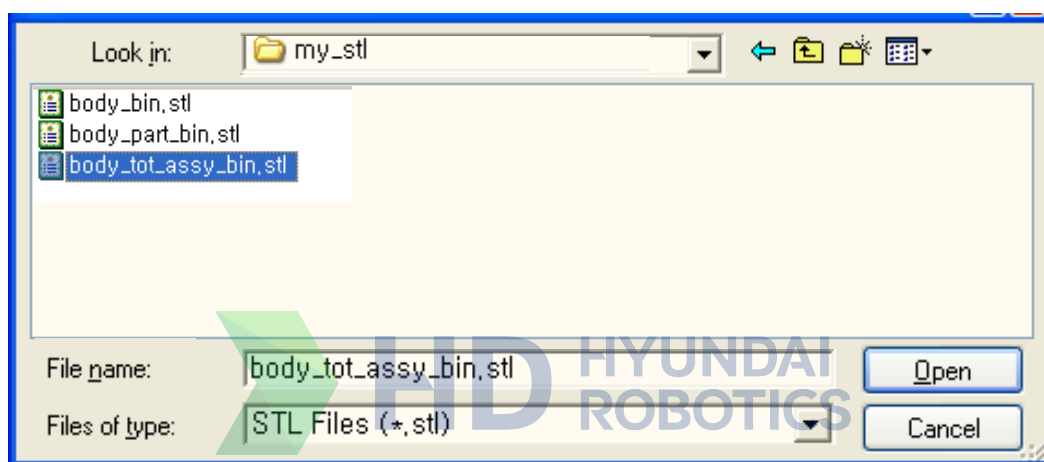 Look in:
my_stl
body_bin.stl
body_part_bin.stl
body_tot_assy_bin.stl
File name:
body_tot_assy_bin.stl
Open
Files of type:
STL Files (*.stl)
Cancel
HD HYUNDAI
ROBOTICS